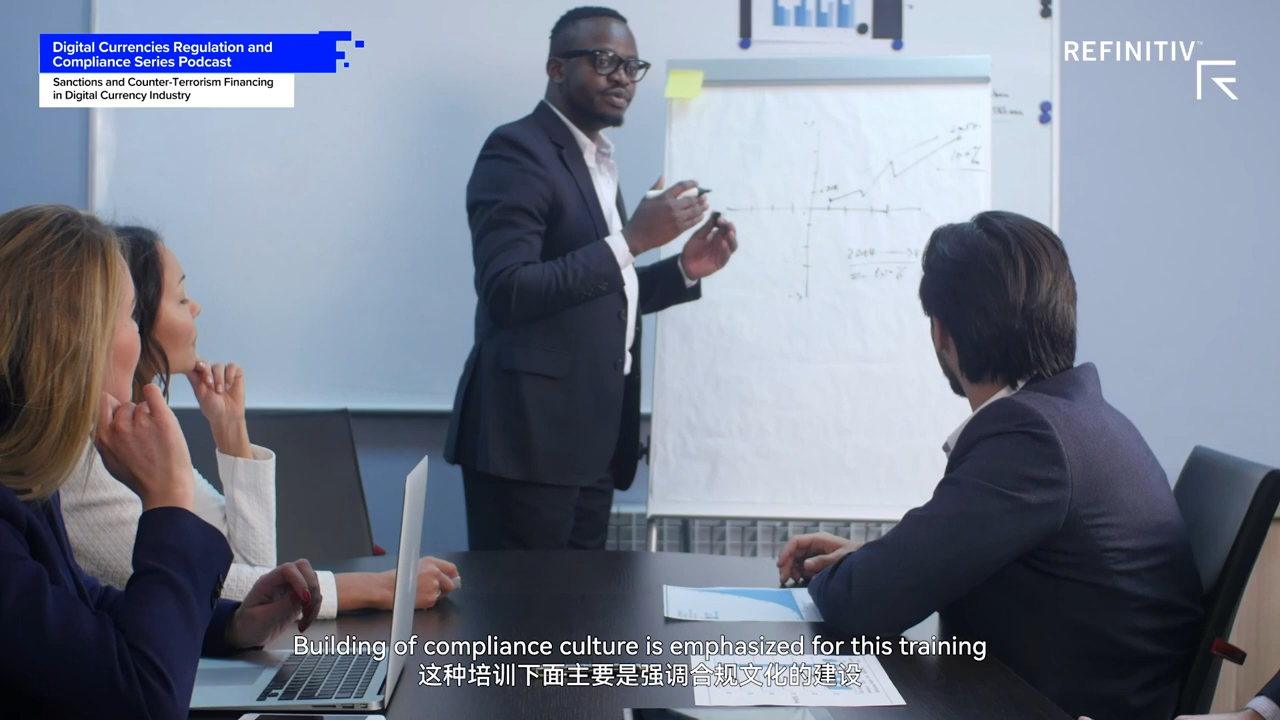 Digital Currencies Regulation and
Compliance Series Podcast
Sanctions and Counter-Terrorism Financing
in Digital Currency Industry
REFINITIV™
Building of compliance culture is emphasized for this training
这种培训下面主要是强调合规文化的建设